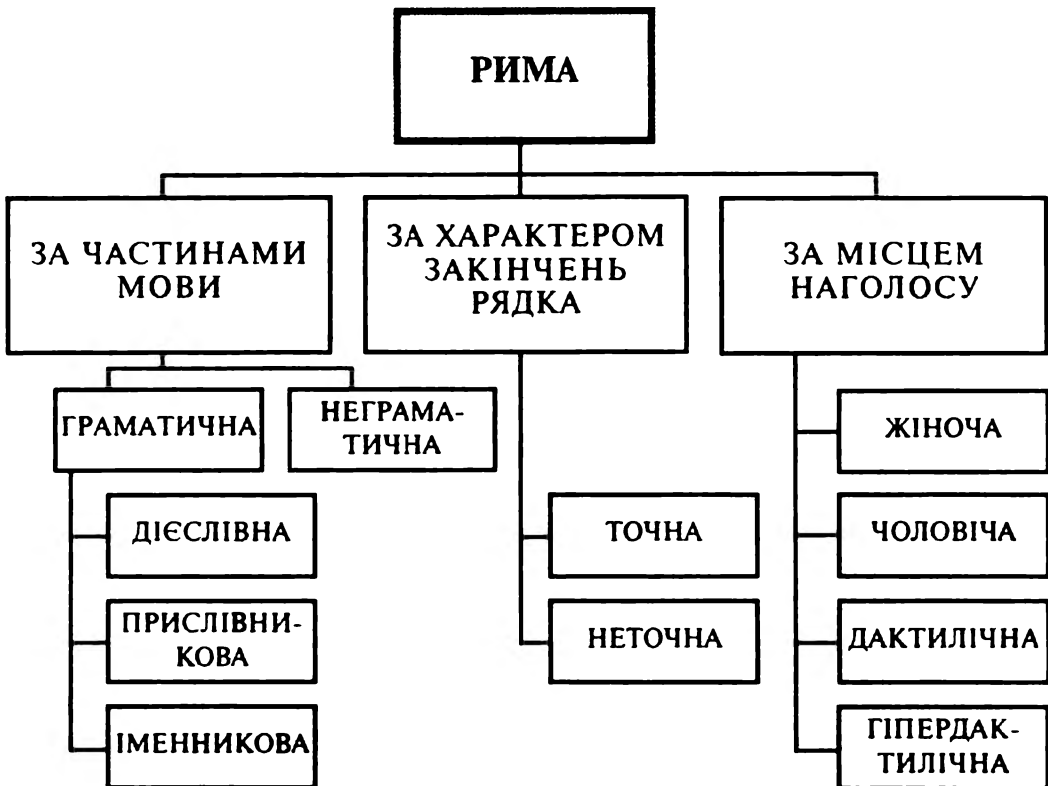 РИМА
ЗА ЧАСТИНАМИ
МОВИ
ЗА ХАРАКТЕРОМ
ЗАКІНЧЕНЬ
РЯДКА
ЗА МІСЦЕМ
НАГОЛОСУ
ГРАМАТИЧНА
НЕГРАМА-
ТИЧНА
ДІЄСЛІВНА
ПРИСЛІВНИ-
КОВА
ІМЕННИКОВА
ТОЧНА
НЕТОЧНА
ЖІНОЧА
ЧОЛОВІЧА
ДАКТИЛІЧНА
ГІПЕРДАК-
ТИЛІЧНА